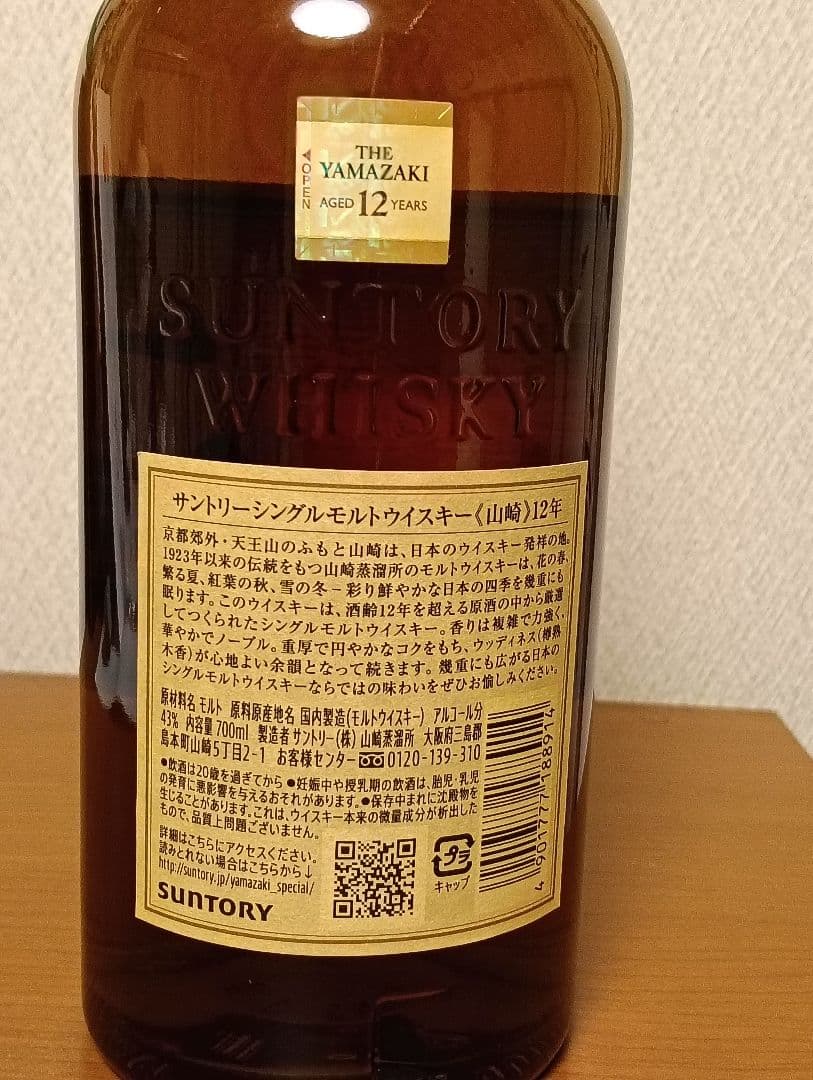 OPEN
THE
YAMAZAKI
AGED 12 YEARS
SUNTORY
WHISKY
サントリーシングルモルトウイスキー《山崎》12年
京都郊外・天王山のふもと山崎は、日本のウイスキー発祥の地。
1923年以来の伝統をもつ山崎蒸溜所のモルトウイスキーは、花の春、
繁る夏、紅葉の秋、雪の冬－彩り鮮やかな日本の四季を幾重にも
眠ります。このウイスキーは、酒齢12年を超える原酒の中から厳選
してつくられたシングルモルトウイスキー。香りは複雑で力強く、
華やかでノーブル。重厚で円やかなコクをもち、ウッディネス(樽熟
木香)が心地よい余韻となって続きます。幾重にも広がる日本の
シングルモルトウイスキーならではの味わいをぜひお愉しみください。
原材料名 モルト 原料原産地名 国内製造(モルトウイスキー) アルコール分
43% 内容量 700ml 製造者 サントリー(株) 山崎蒸溜所 大阪府三島郡
島本町山崎5丁目2-1 お客様センター 0120-139-310
●飲酒は20歳を過ぎてから ●妊娠中や授乳期の飲酒は、胎児・乳児
の発育に悪影響を与えるおそれがあります。●保存中まれに沈殿物を
生じることがあります。これは、ウイスキー本来の微量成分が析出した
もので、品質上問題ございません。
詳細はこちらにアクセスください。
読みとれない場合はこちらから↓
http://suntory.jp/yamazaki_special/
SUNTORY
プラ
キャップ
4 901777 188914